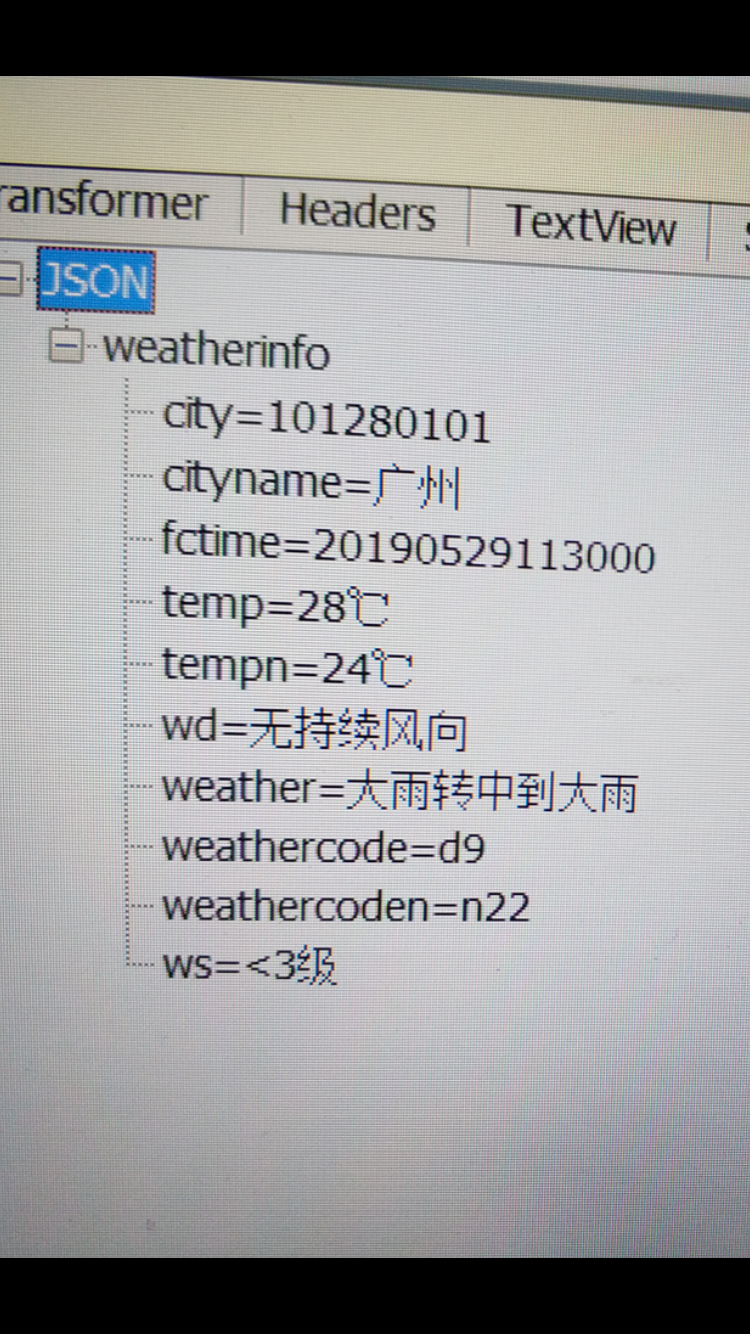 ransformer Headers TextView
JSON
weatherinfo
city=101280101
cityname=广州
fctime=20190529113000
temp=28℃
tempn=24℃
wd=无持续风向
weather=大雨转中到大雨
weathercode=d9
weathercoden=n22
ws=<3级